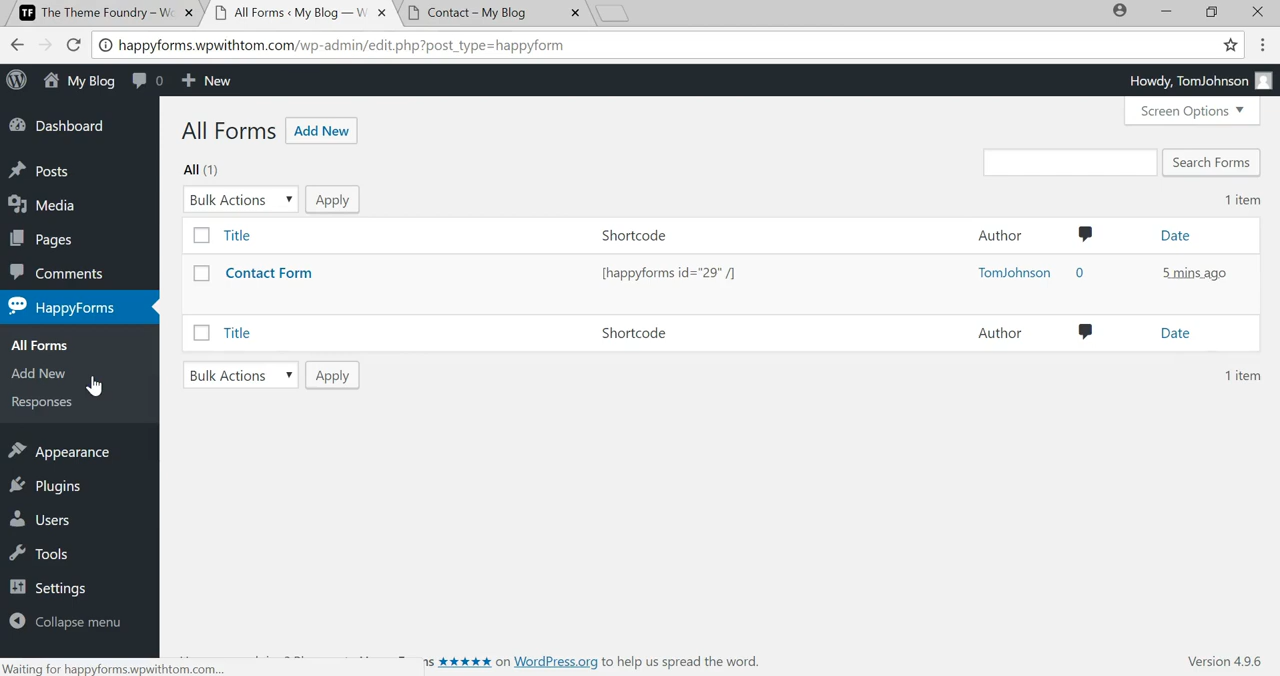 The Theme Foundry – W
All Forms ‹ My Blog — W
Contact – My Blog
happyforms.wpwithtom.com/wp-admin/edit.php?post_type=happyform
My Blog
0
New
Howdy, TomJohnson
Dashboard
Posts
Media
Pages
Comments
HappyForms
All Forms
Add New
Responses
Appearance
Plugins
Users
Tools
Settings
Collapse menu
Screen Options
All Forms
Add New
All (1)
Search Forms
Bulk Actions
Apply
1 item
Title
Shortcode
Author
Date
Contact Form
[happyforms id="29" /]
TomJohnson
0
5 mins ago
Title
Shortcode
Author
Date
Bulk Actions
Apply
1 item
★★★★★ on WordPress.org to help us spread the word.
Version 4.9.6
Waiting for happyforms.wpwithtom.com...